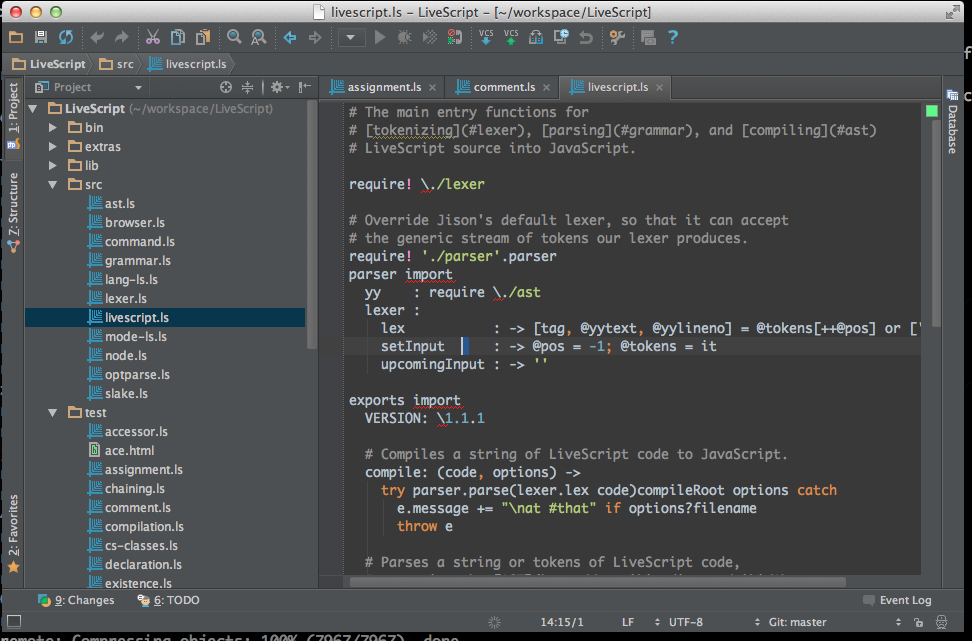 livescript.ls – LiveScript – [~/workspace/LiveScript]
VCS VCS
LiveScript src livescript.ls
Project
assignment.ls comment.ls livescript.ls
1: Project
Z: Structure
2: Favorites
LiveScript (~/workspace/LiveScript)
bin
extras
lib
src
ast.ls
browser.ls
command.ls
grammar.ls
lang-ls.ls
lexer.ls
livescript.ls
mode-ls.ls
node.ls
optparse.ls
slake.ls
test
accessor.ls
ace.html
assignment.ls
chaining.ls
comment.ls
compilation.ls
cs-classes.ls
declaration.ls
existence.ls
# The main entry functions for
# [tokenizing](#lexer), [parsing](#grammar), and [compiling](#ast)
# LiveScript source into JavaScript.
require! \./lexer
# Override Jison's default lexer, so that it can accept
# the generic stream of tokens our lexer produces.
require! './parser'.parser
parser import
yy : require \./ast
lexer :
lex : -> [tag, @yytext, @yylineno] = @tokens[++@pos] or ['
setInput : -> @pos = -1; @tokens = it
upcomingInput : -> ''
exports import
VERSION: \1.1.1
# Compiles a string of LiveScript code to JavaScript.
compile: (code, options) ->
try parser.parse(lexer.lex code)compileRoot options catch
e.message += "\nat #that" if options?filename
throw e
# Parses a string or tokens of LiveScript code,
Database
9: Changes 6: TODO Event Log
14:15/1 LF UTF-8 Git: master
remote: Compressing objects: 100% (7967/7967), done.